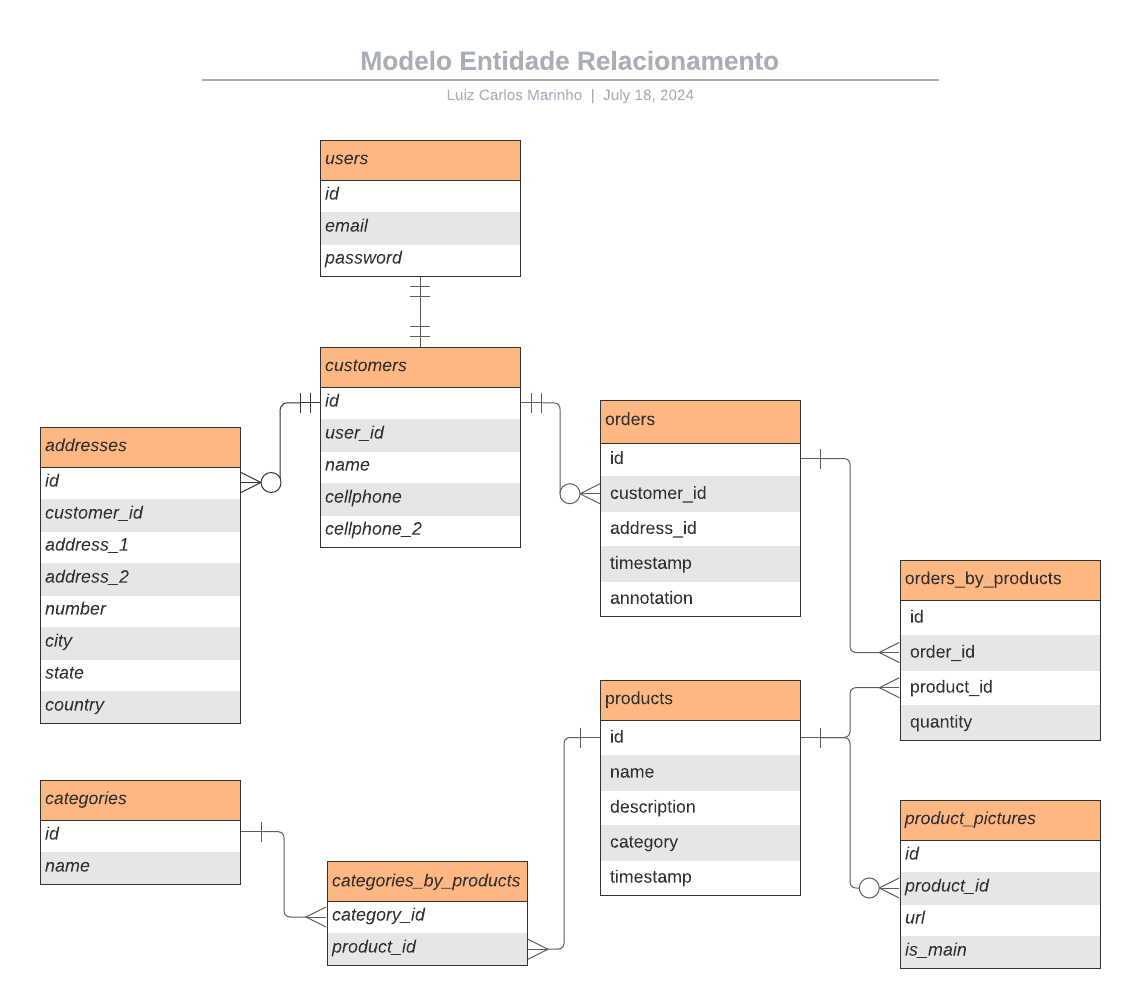 Modelo Entidade Relacionamento
Luiz Carlos Marinho | July 18, 2024
users
id
email
password
customers
id
user_id
name
cellphone
cellphone_2
addresses
id
customer_id
address_1
address_2
number
city
state
country
orders
id
customer_id
address_id
timestamp
annotation
orders_by_products
id
order_id
product_id
quantity
products
id
name
description
category
timestamp
categories
id
name
categories_by_products
category_id
product_id
product_pictures
id
product_id
url
is_main